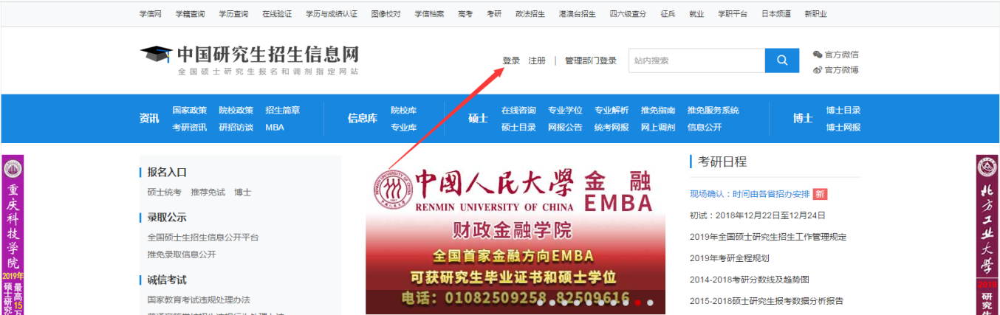 学信网 学籍查询 学历查询 在线验证 学历与成绩认证 图像校对 学信档案 高考 考研 政法招生 港澳台招生 四六级查分 征兵 就业 学职平台 日本频道 新职业
中国研究生招生信息网
全国硕士研究生报名和调剂指定网站
登录 注册 | 管理部门登录
站内搜索
官方微信
官方微博
资讯
国家政策 院校政策 招生简章
考研资讯 研招访谈 MBA
信息库
院校库
专业库
硕士
在线咨询 专业学位 专业解析 推免指南 推免服务系统
硕士目录 网报公告 统考网报 网上调剂 信息公开
博士
博士目录
博士网报
重庆科技学院
2019年
硕士研究
最高15万
报名入口
硕士统考 推荐免试 博士
录取公示
全国硕士生招生信息公开平台
推免录取信息公开
诚信考试
国家教育考试违规处理办法
中国人民大學
RENMIN UNIVERSITY OF CHINA
金融
EMBA
财政金融学院
全国首家金融方向EMBA
可获研究生毕业证书和硕士学位
电话：01082509258 82509616
考研日程
现场确认：时间由各省招办安排 新
初试：2018年12月22日至12月24日
2019年全国硕士研究生招生工作管理规定
2019年考研全程规划
2014-2018考研分数线及趋势图
2015-2018硕士研究生报考数据分析报告
北方工业大学
2019
研究生